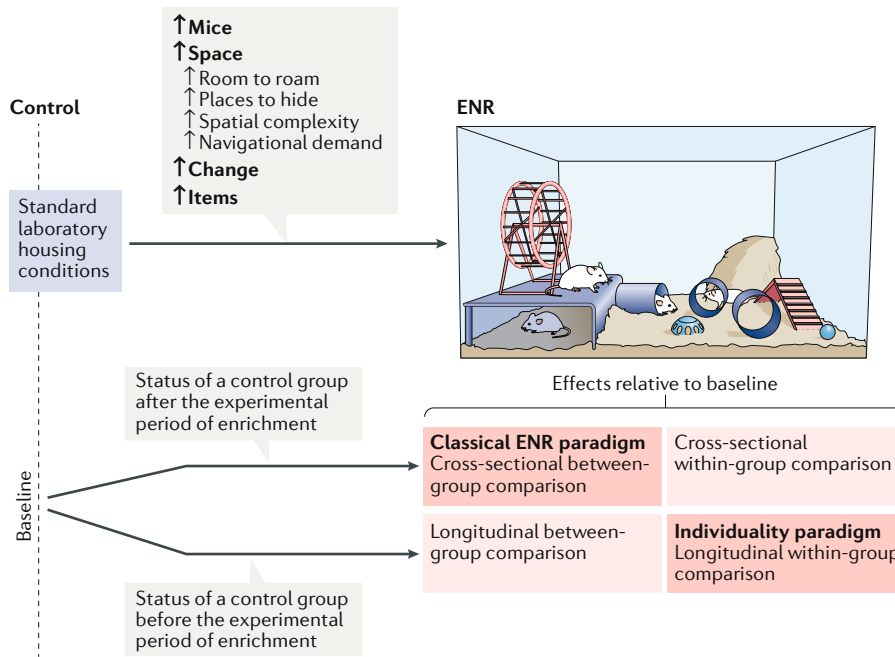 ↑Mice
↑Space
↑Room to roam
↑Places to hide
↑Spatial complexity
↑Navigational demand
↑Change
↑Items
Control
ENR
Standard
laboratory
housing
conditions
Effects relative to baseline
Status of a control group
after the experimental
period of enrichment
Classical ENR paradigm
Cross-sectional between-
group comparison
Cross-sectional
within-group comparison
Baseline
Longitudinal between-
group comparison
Individuality paradigm
Longitudinal within-group
comparison
Status of a control group
before the experimental
period of enrichment